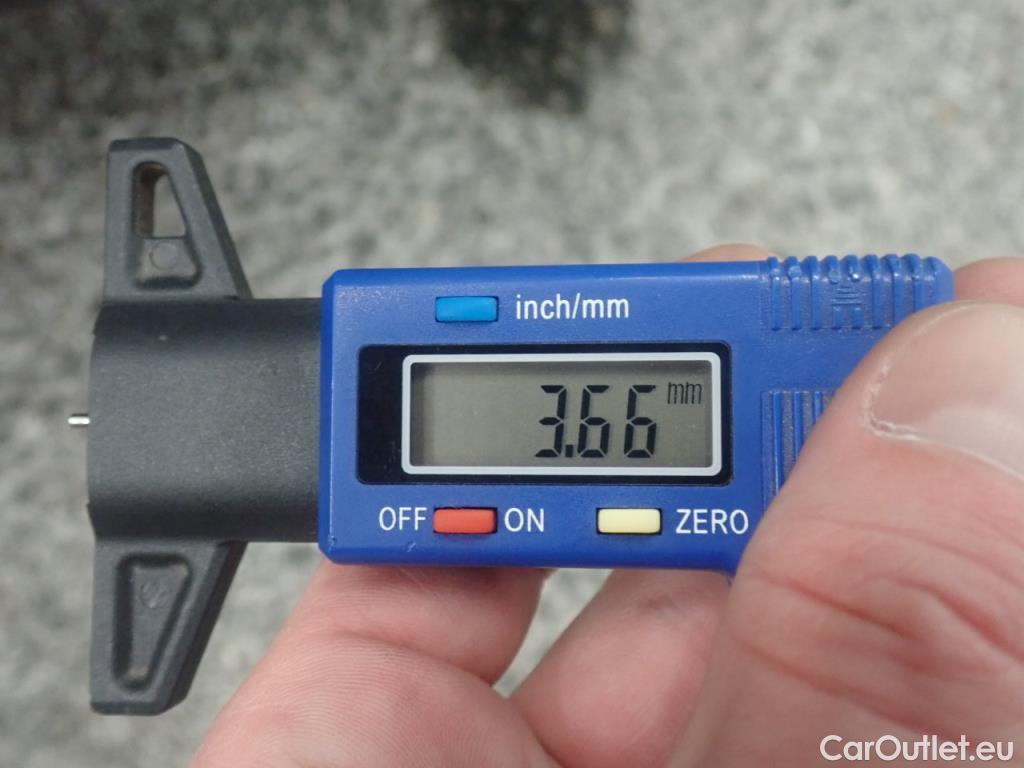 inch/mm
3.66 mm
OFF ON ZERO
CarOutlet.eu